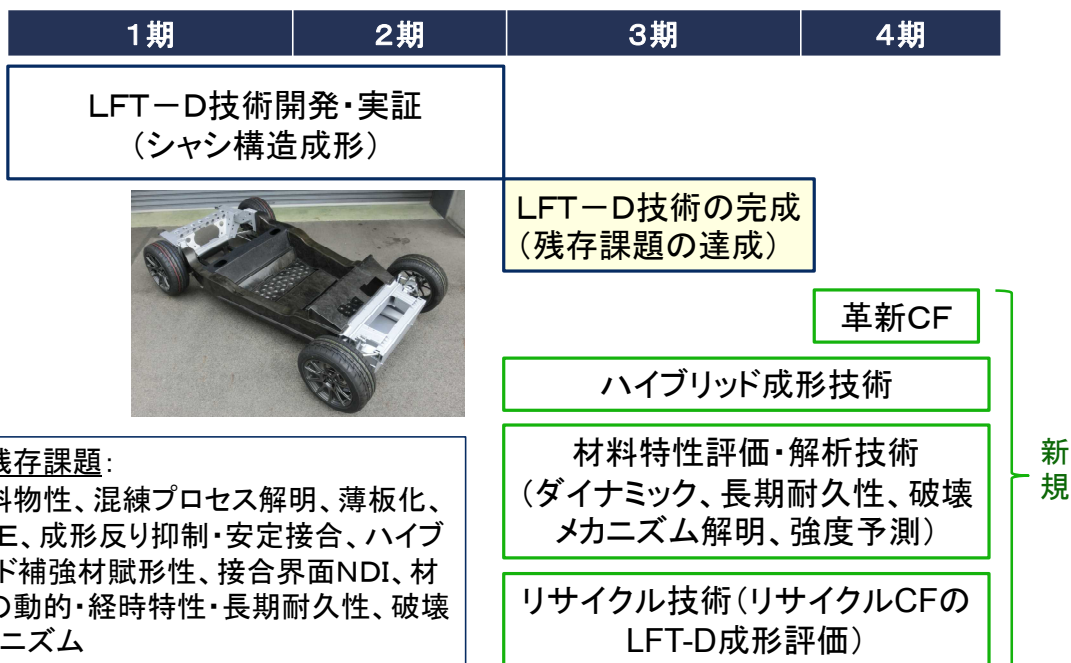 1期 2期 3期 4期
LFT－D技術開発・実証
（シャシ構造成形）
LFT－D技術の完成
（残存課題の達成）
革新CF
ハイブリッド成形技術
材料特性評価・解析技術
（ダイナミック、長期耐久性、破壊
メカニズム解明、強度予測）
リサイクル技術（リサイクルCFの
LFT-D成形評価）
新
規
残存課題：
料物性、混練プロセス解明、薄板化、
E、成形反り抑制・安定接合、ハイブ
ド補強材賦形性、接合界面NDI、材
の動的・経時特性・長期耐久性、破壊
ニズム